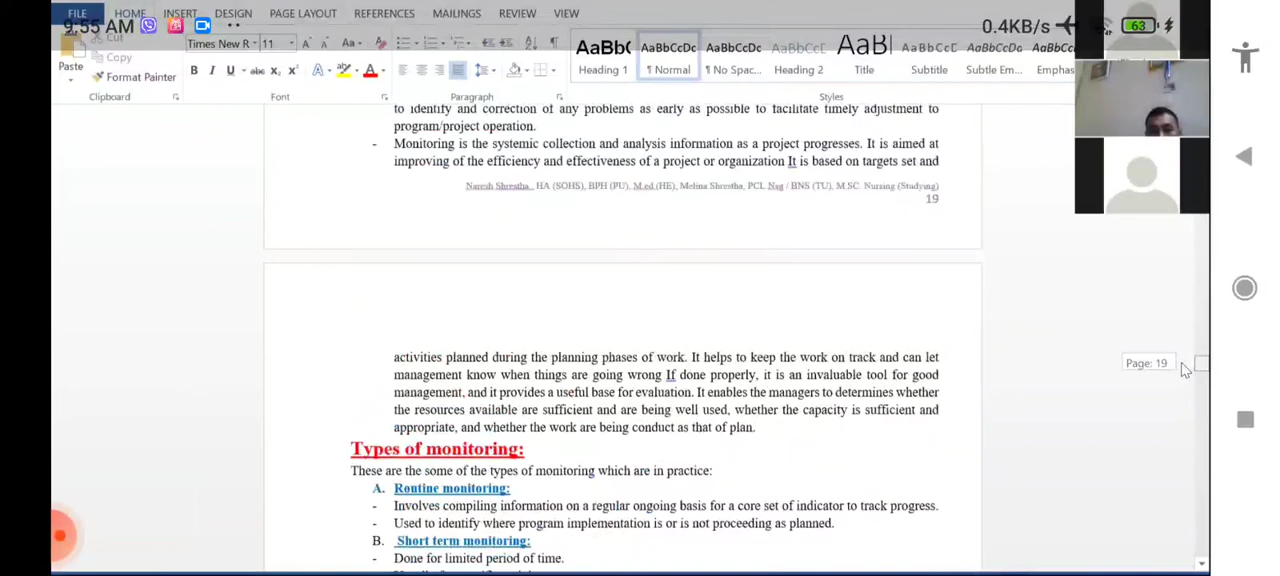 FILE HOME INSERT DESIGN PAGE LAYOUT REFERENCES MAILINGS REVIEW VIEW
9:55 AM 0.4KB/s 63
Cut
Copy
Paste
Format Painter
Times New R 11
Clipboard Font Paragraph Styles
AaBb( AaBbCcDc AaBbCcDc AaBbCcD AaB AaBbCcD AaBbCcDc AaBbCc
Heading 1 ¶ Normal ¶ No Spac... Heading 2 Title Subtitle Subtle Em... Emphas
to identify and correction of any problems as early as possible to facilitate timely adjustment to
program/project operation.
- Monitoring is the systemic collection and analysis information as a project progresses. It is aimed at
improving of the efficiency and effectiveness of a project or organization It is based on targets set and
Naresh Shrestha, HA (SOHS), BPH (PU), M.ed (HE), Melina Shrestha, PCL Nsg / BNS (TU), M.SC. Nursing (Studying)
19
activities planned during the planning phases of work. It helps to keep the work on track and can let
management know when things are going wrong If done properly, it is an invaluable tool for good
management, and it provides a useful base for evaluation. It enables the managers to determines whether
the resources available are sufficient and are being well used, whether the capacity is sufficient and
appropriate, and whether the work are being conduct as that of plan.
Page: 19
Types of monitoring:
These are the some of the types of monitoring which are in practice:
A. Routine monitoring:
- Involves compiling information on a regular ongoing basis for a core set of indicator to track progress.
- Used to identify where program implementation is or is not proceeding as planned.
B. Short term monitoring:
- Done for limited period of time.